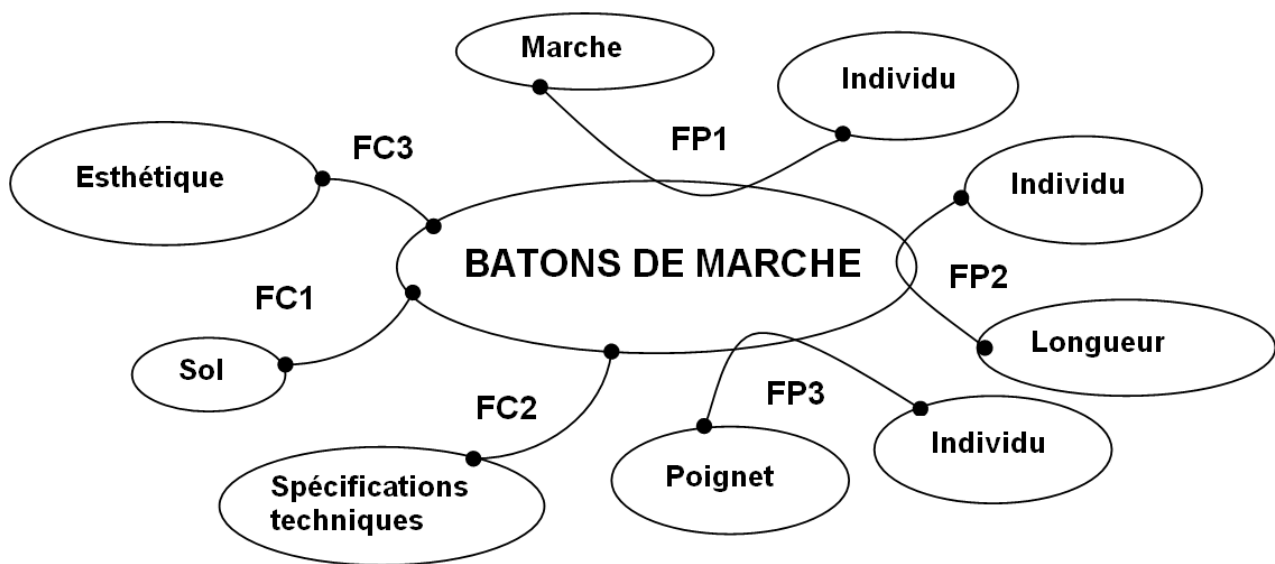 Marche
Individu
FP1
FC3
Esthétique
Individu
BATONS DE MARCHE
FP2
FC1
Sol
Longueur
FC2
FP3
Individu
Poignet
Spécifications
techniques